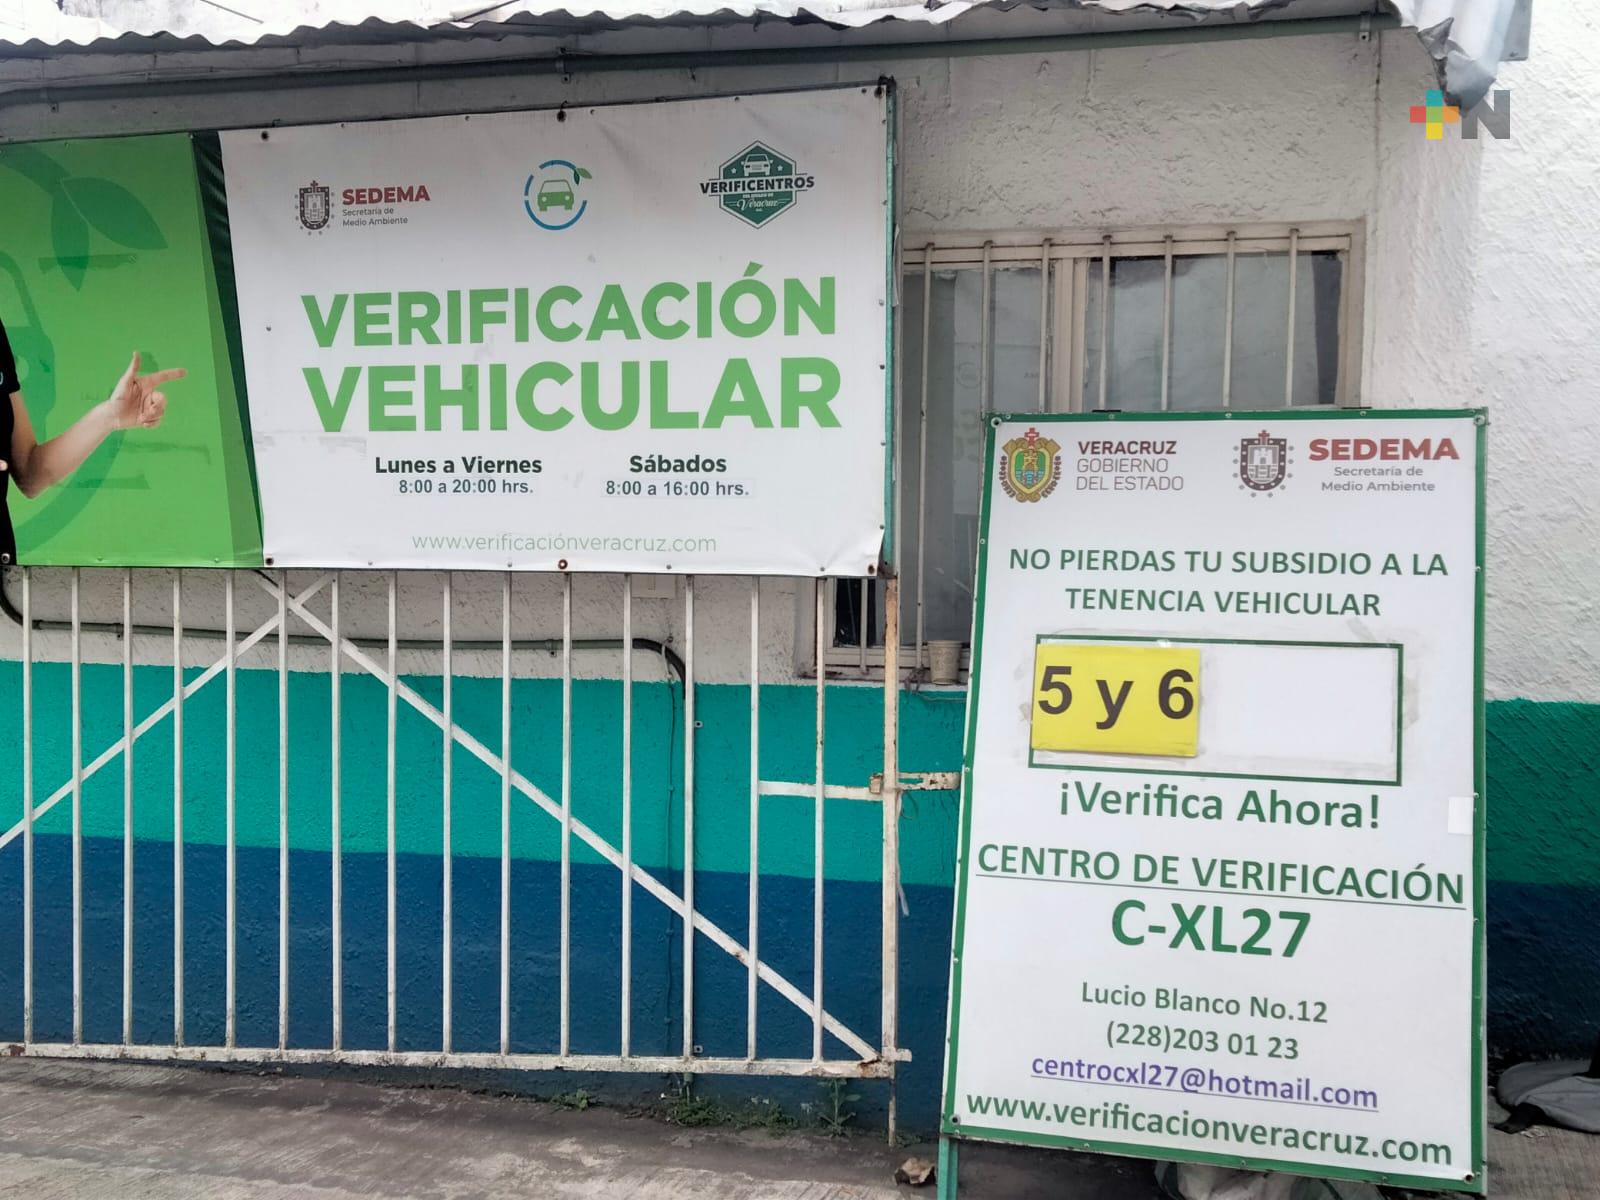 SEDEMA
Secretaría de
Medio Ambiente
VERIFICENTROS
Veracruz
VERIFICACIÓN
VEHICULAR
Lunes a Viernes
8:00 a 20:00 hrs.
Sábados
8:00 a 16:00 hrs.
www.verificaciónveracruz.com
+N
VERACRUZ
GOBIERNO
DEL ESTADO
SEDEMA
Secretaría de
Medio Ambiente
NO PIERDAS TU SUBSIDIO A LA
TENENCIA VEHICULAR
5 y 6
¡Verifica Ahora!
CENTRO DE VERIFICACIÓN
C-XL27
Lucio Blanco No.12
(228)203 01 23
centrocxl27@hotmail.com
www.verificacionveracruz.com